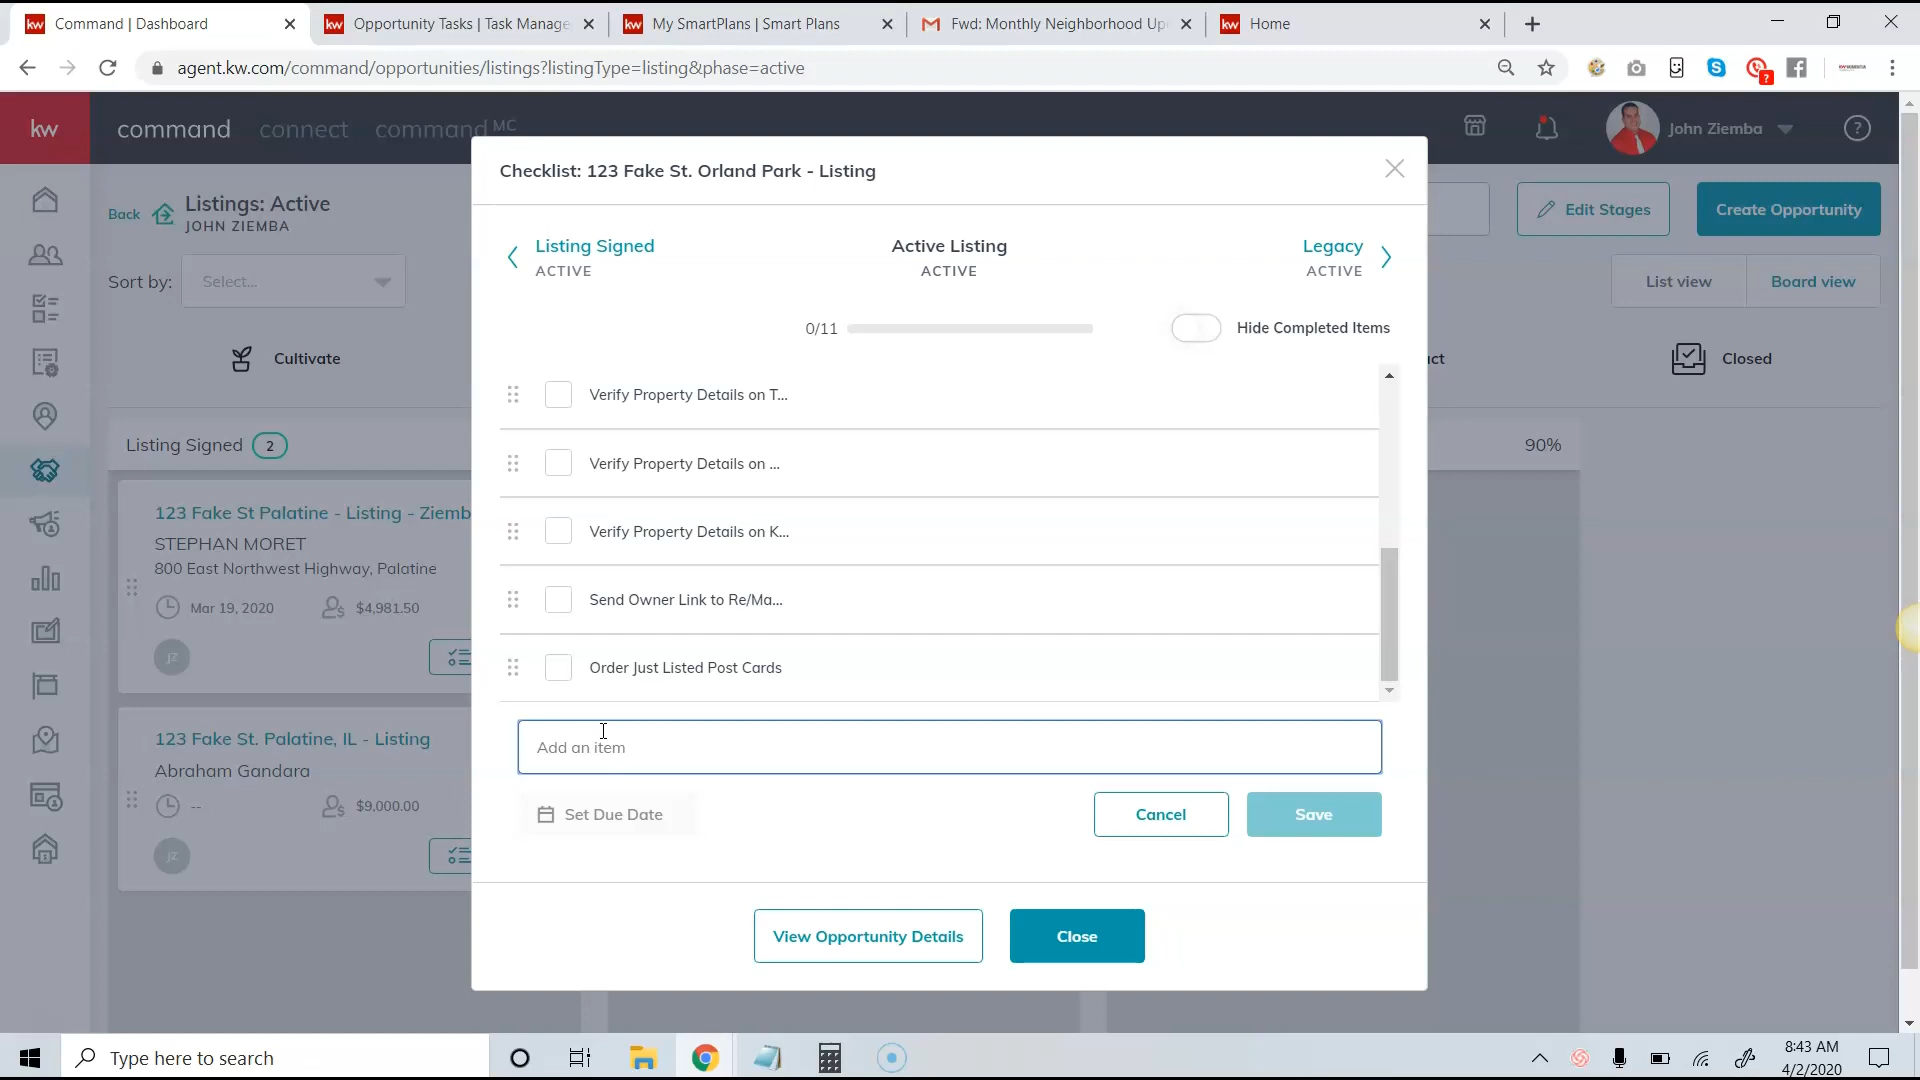 kw Command | Dashboard
kw Opportunity Tasks | Task Manage
kw My SmartPlans | Smart Plans
Fwd: Monthly Neighborhood Up
kw Home
agent.kw.com/command/opportunities/listings?listingType=listing&phase=active
kw
command connect command MC
John Ziemba
?
Back
Listings: Active
JOHN ZIEMBA
Edit Stages
Create Opportunity
Sort by:
Select...
List view
Board view
Cultivate
ct
Closed
Listing Signed 2
90%
123 Fake St Palatine - Listing - Ziemb
STEPHAN MORET
800 East Northwest Highway, Palatine
Mar 19, 2020
$4,981.50
JZ
123 Fake St. Palatine, IL - Listing
Abraham Gandara
--
$9,000.00
JZ
Checklist: 123 Fake St. Orland Park - Listing
Listing Signed
ACTIVE
Active Listing
ACTIVE
Legacy
ACTIVE
0/11
Hide Completed Items
Verify Property Details on T...
Verify Property Details on ...
Verify Property Details on K...
Send Owner Link to Re/Ma...
Order Just Listed Post Cards
Add an item
Set Due Date
Cancel
Save
View Opportunity Details
Close
Type here to search
8:43 AM
4/2/2020